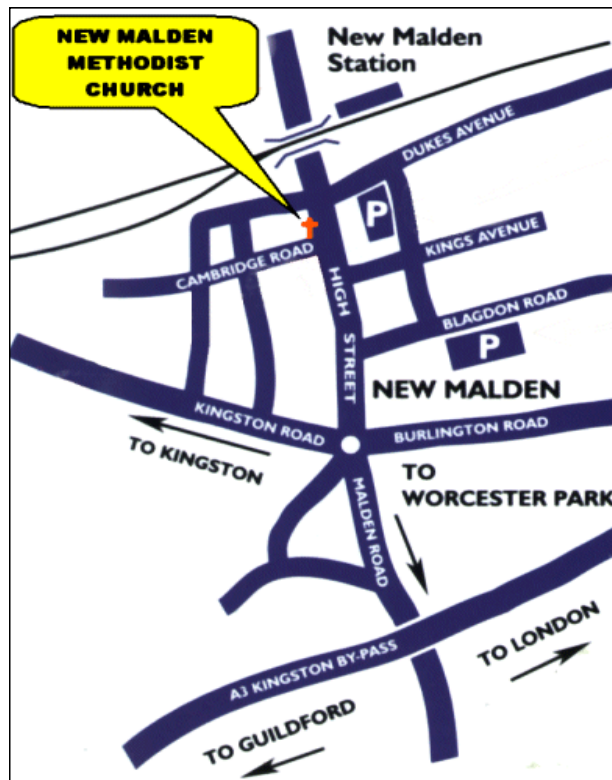 NEW MALDEN
METHODIST
CHURCH
New Malden
Station
DUKES AVENUE
P
KINGS AVENUE
CAMBRIDGE ROAD
HIGH STREET
BLAGDON ROAD
P
NEW MALDEN
KINGSTON ROAD
BURLINGTON ROAD
TO KINGSTON
TO
WORCESTER PARK
MALDEN ROAD
A3 KINGSTON BY-PASS
TO LONDON
TO GUILDFORD